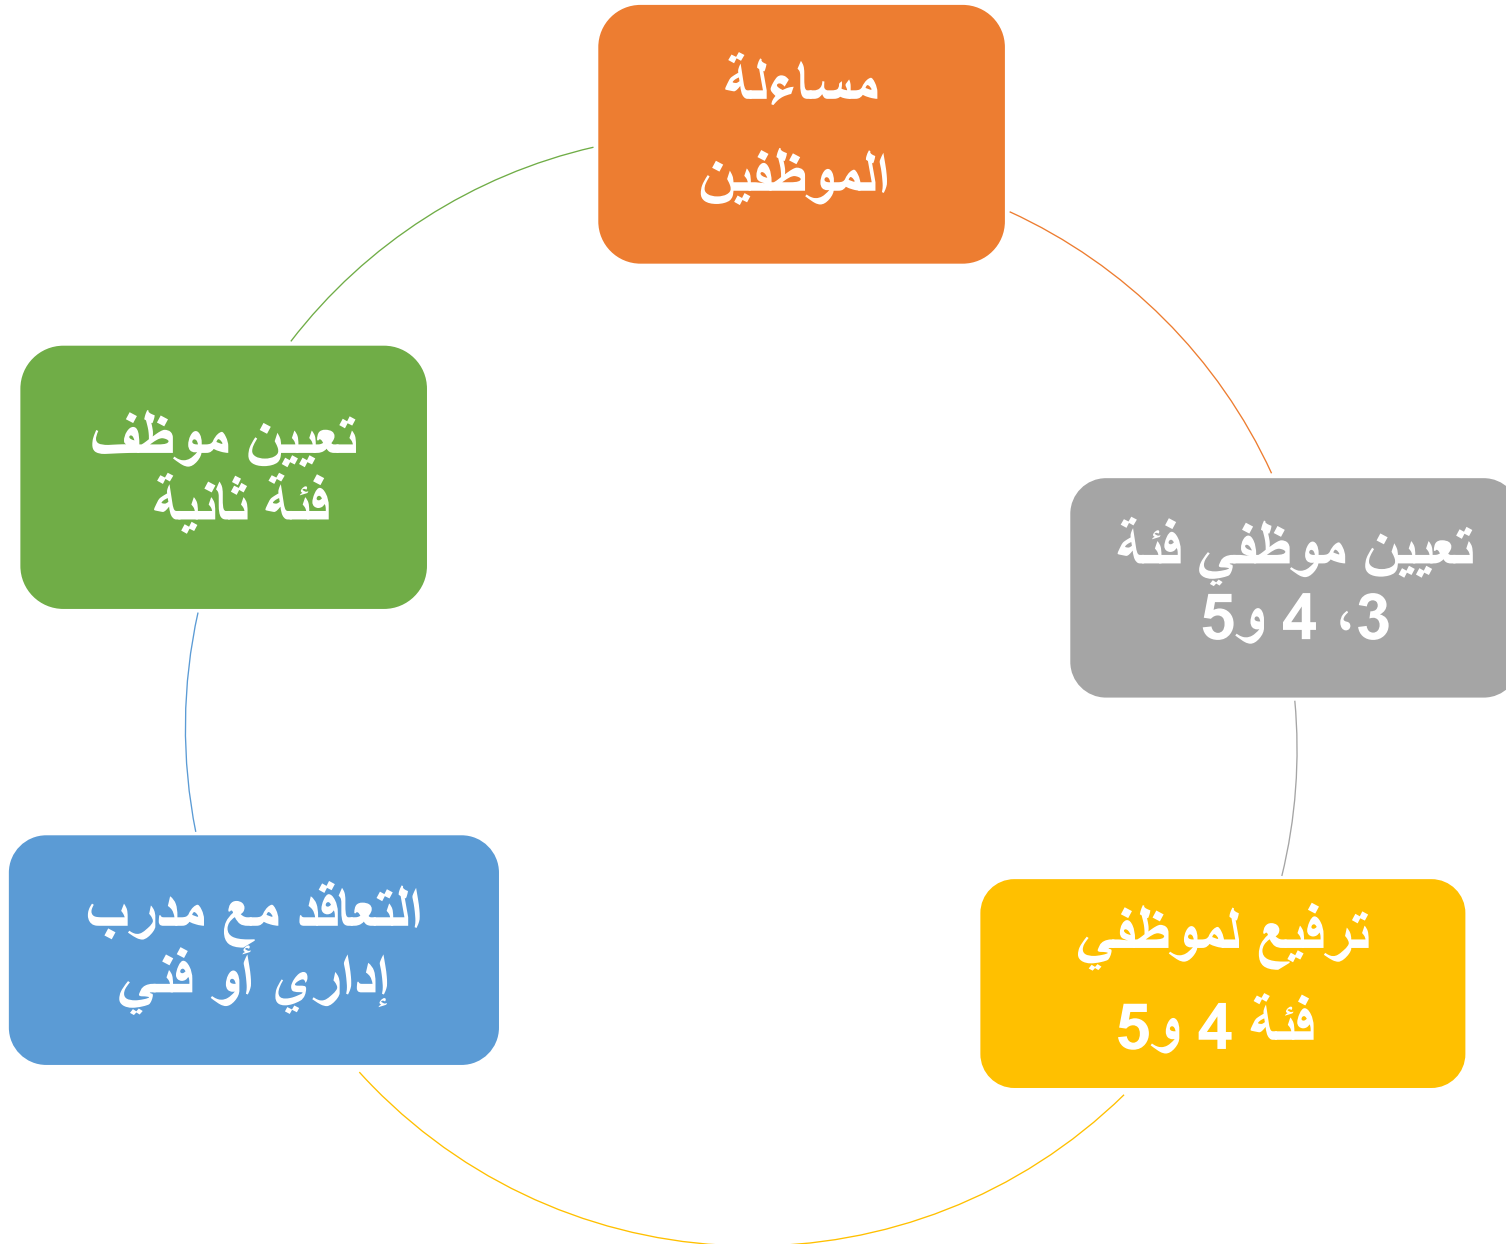 مساءلة
الموظفين
تعيين موظفي فئة
3، 4 و5
ترفيع لموظفي
فئة 4 و5
التعاقد مع مدرب
إداري أو فني
تعيين موظف
فئة ثانية